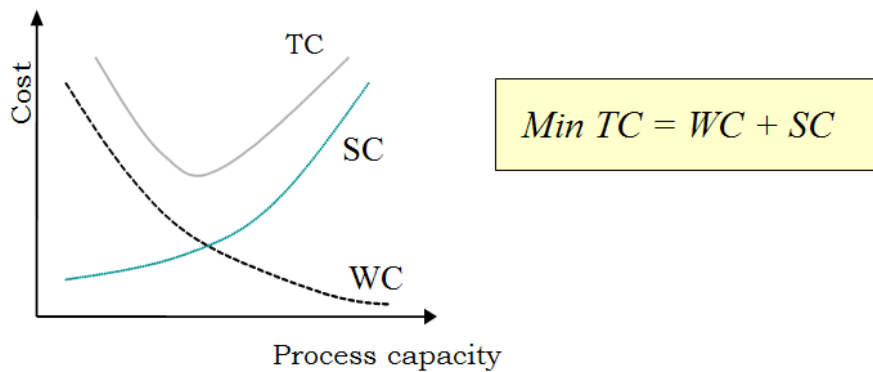 TC
Cost
Min TC = WC + SC
SC
WC
Process capacity